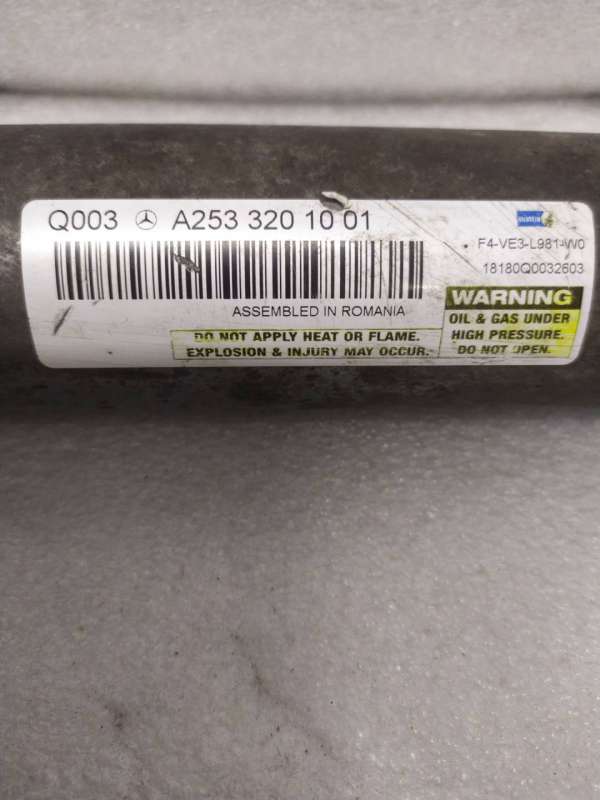 Q003 A253 320 10 01
F4-VE3-L981-W0
18180Q0032603
ASSEMBLED IN ROMANIA
DO NOT APPLY HEAT OR FLAME.
EXPLOSION & INJURY MAY OCCUR.
WARNING
OIL & GAS UNDER
HIGH PRESSURE.
DO NOT OPEN.